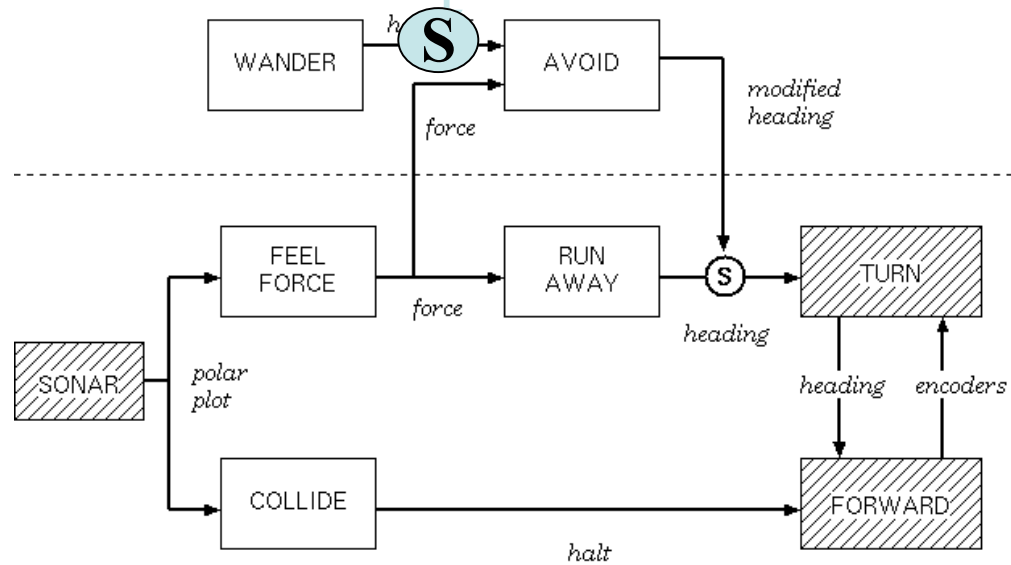 S
WANDER
AVOID
modified
heading
force
FEEL
FORCE
RUN
AWAY
S
TURN
force
heading
SONAR
polar
plot
heading
encoders
COLLIDE
FORWARD
halt